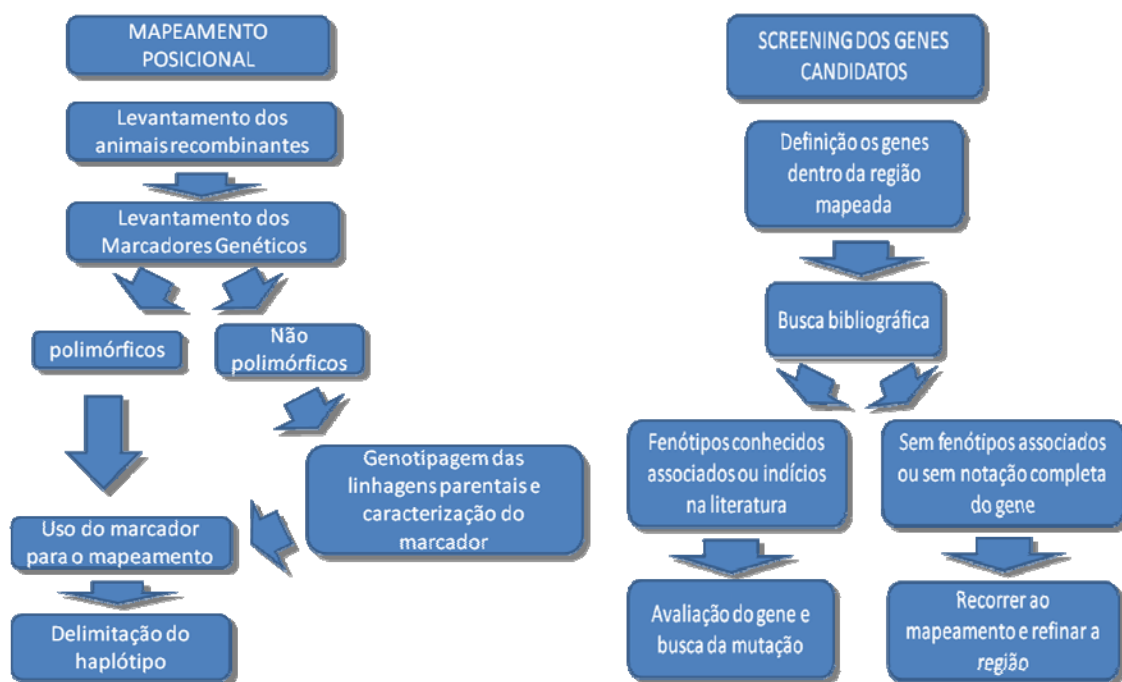 MAPEAMENTO
POSICIONAL
Levantamento dos
animais recombinantes
Levantamento dos
Marcadores Genéticos
polimórficos
Não
polimórficos
Genotipagem das
linhagens parentais e
caracterização do
marcador
Uso do marcador
para o mapeamento
Delimitação do
haplótipo
SCREENING DOS GENES
CANDIDATOS
Definição os genes
dentro da região
mapeada
Busca bibliográfica
Fenótipos conhecidos
associados ou indícios
na literatura
Sem fenótipos associados
ou sem notação completa
do gene
Avaliação do gene e
busca da mutação
Recorrer ao
mapeamento e refinar a
região